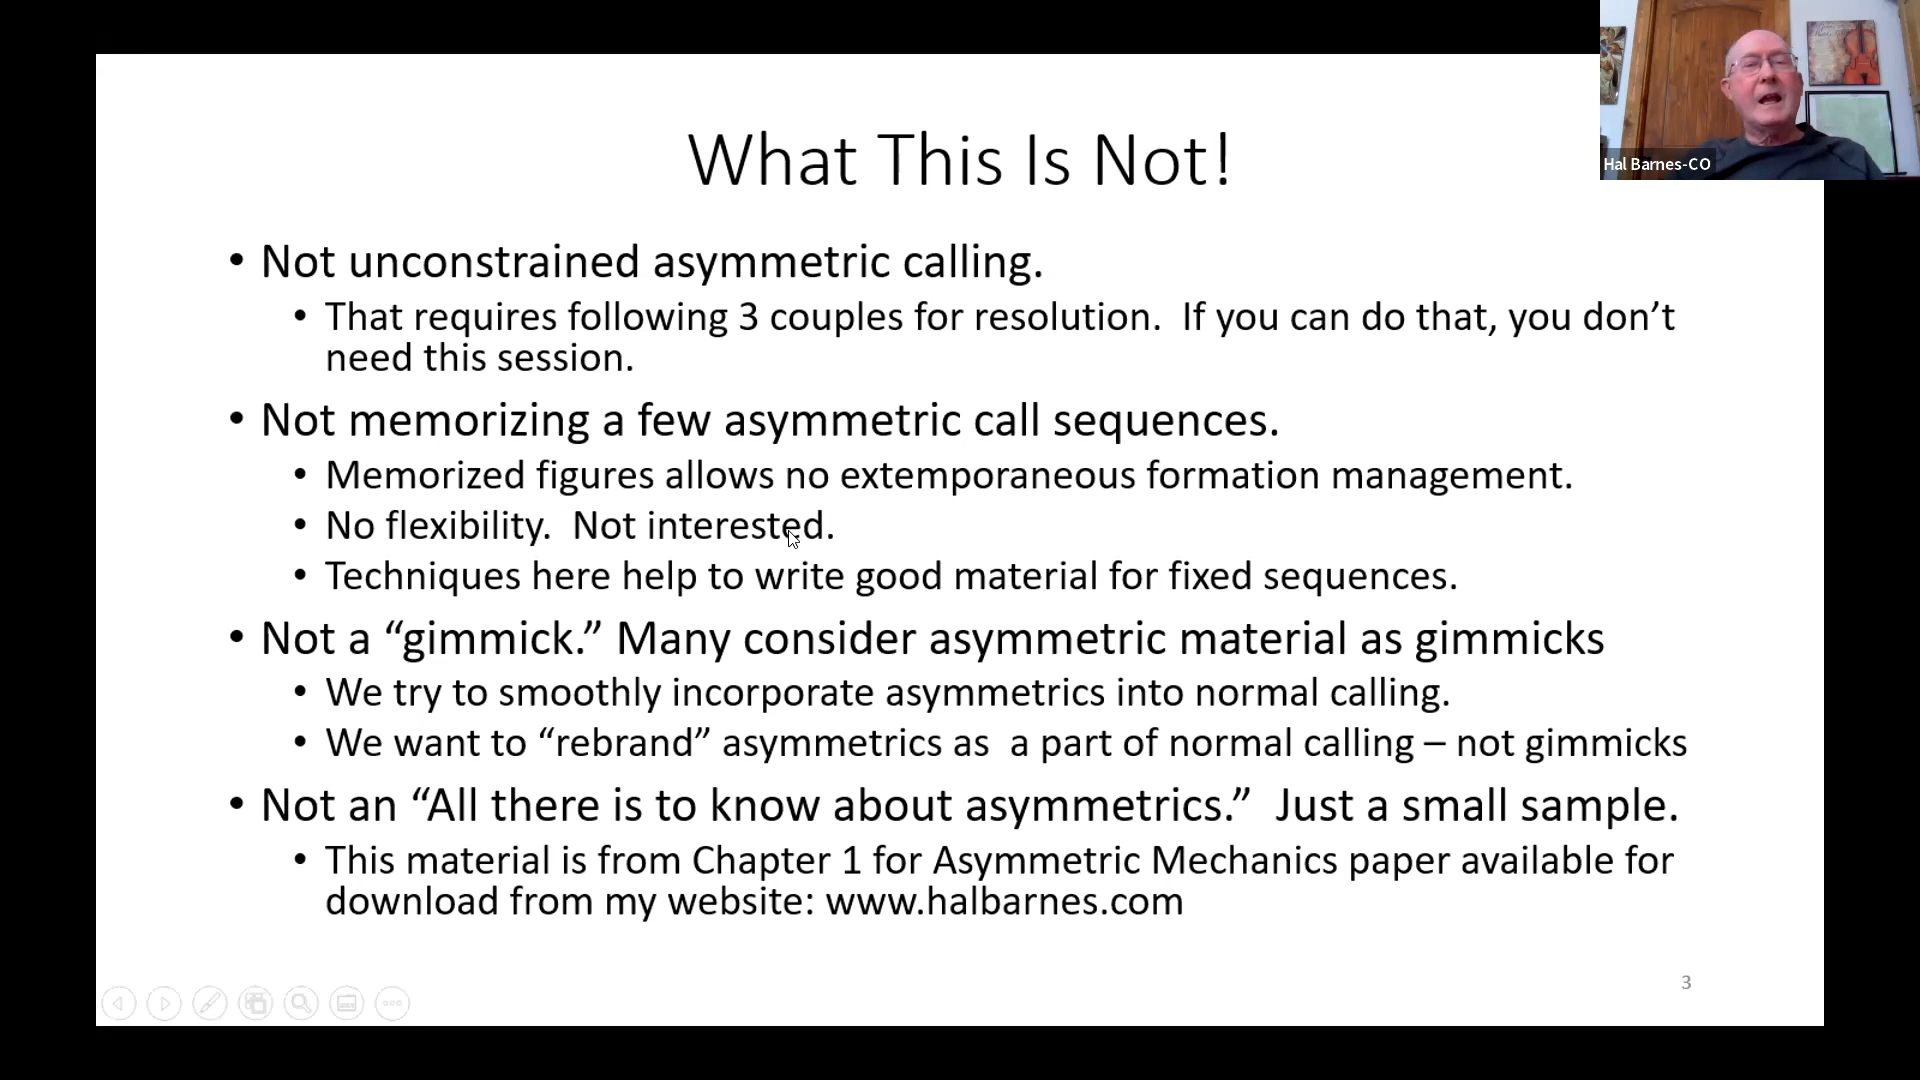 What This Is Not!
Hal Barnes-CO
• Not unconstrained asymmetric calling.
• That requires following 3 couples for resolution.  If you can do that, you don’t
need this session.
• Not memorizing a few asymmetric call sequences.
• Memorized figures allows no extemporaneous formation management.
• No flexibility.  Not interested.
• Techniques here help to write good material for fixed sequences.
• Not a “gimmick.” Many consider asymmetric material as gimmicks
• We try to smoothly incorporate asymmetrics into normal calling.
• We want to “rebrand” asymmetrics as  a part of normal calling – not gimmicks
• Not an “All there is to know about asymmetrics.”  Just a small sample.
• This material is from Chapter 1 for Asymmetric Mechanics paper available for
download from my website: www.halbarnes.com
3